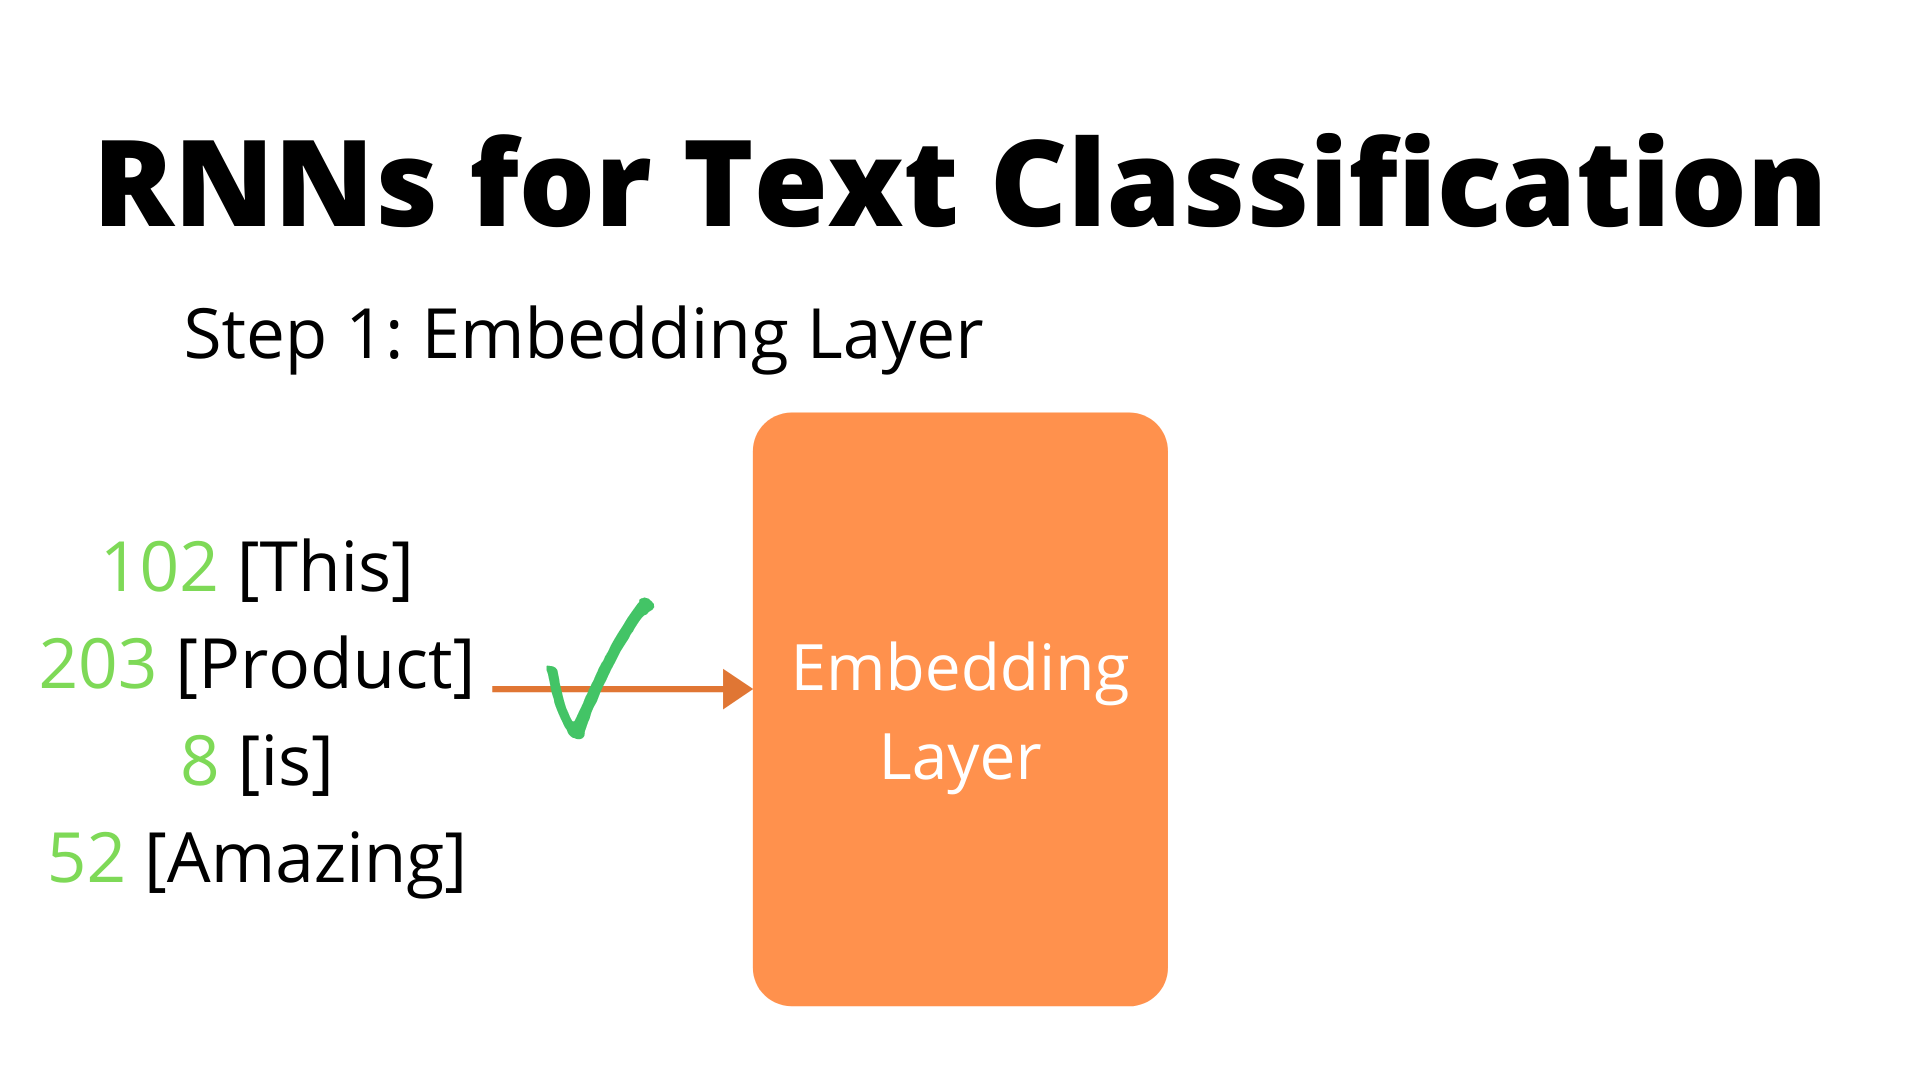 RNNs for Text Classification
Step 1: Embedding Layer
102 [This]
203 [Product]
8 [is]
52 [Amazing]
Embedding
Layer